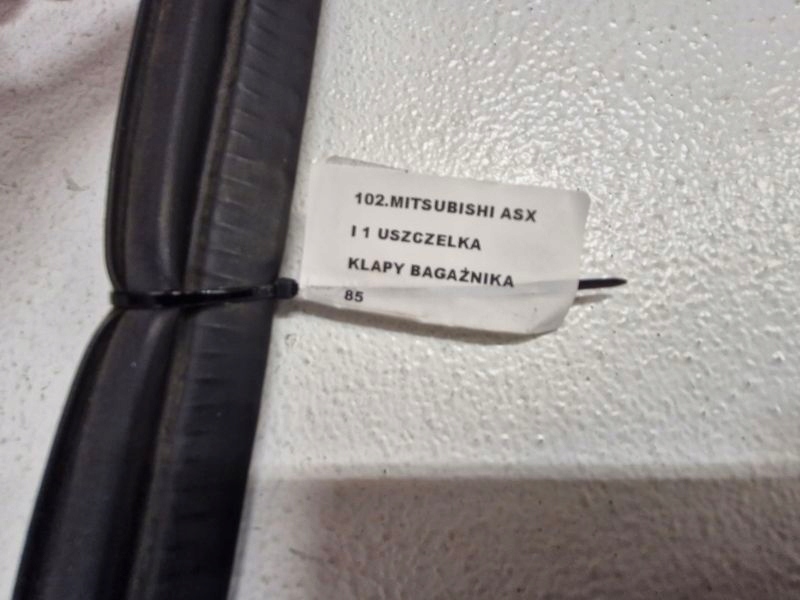 102.MITSUBISHI ASX
I 1 USZCZELKA
KLAPY BAGAŻNIKA
85